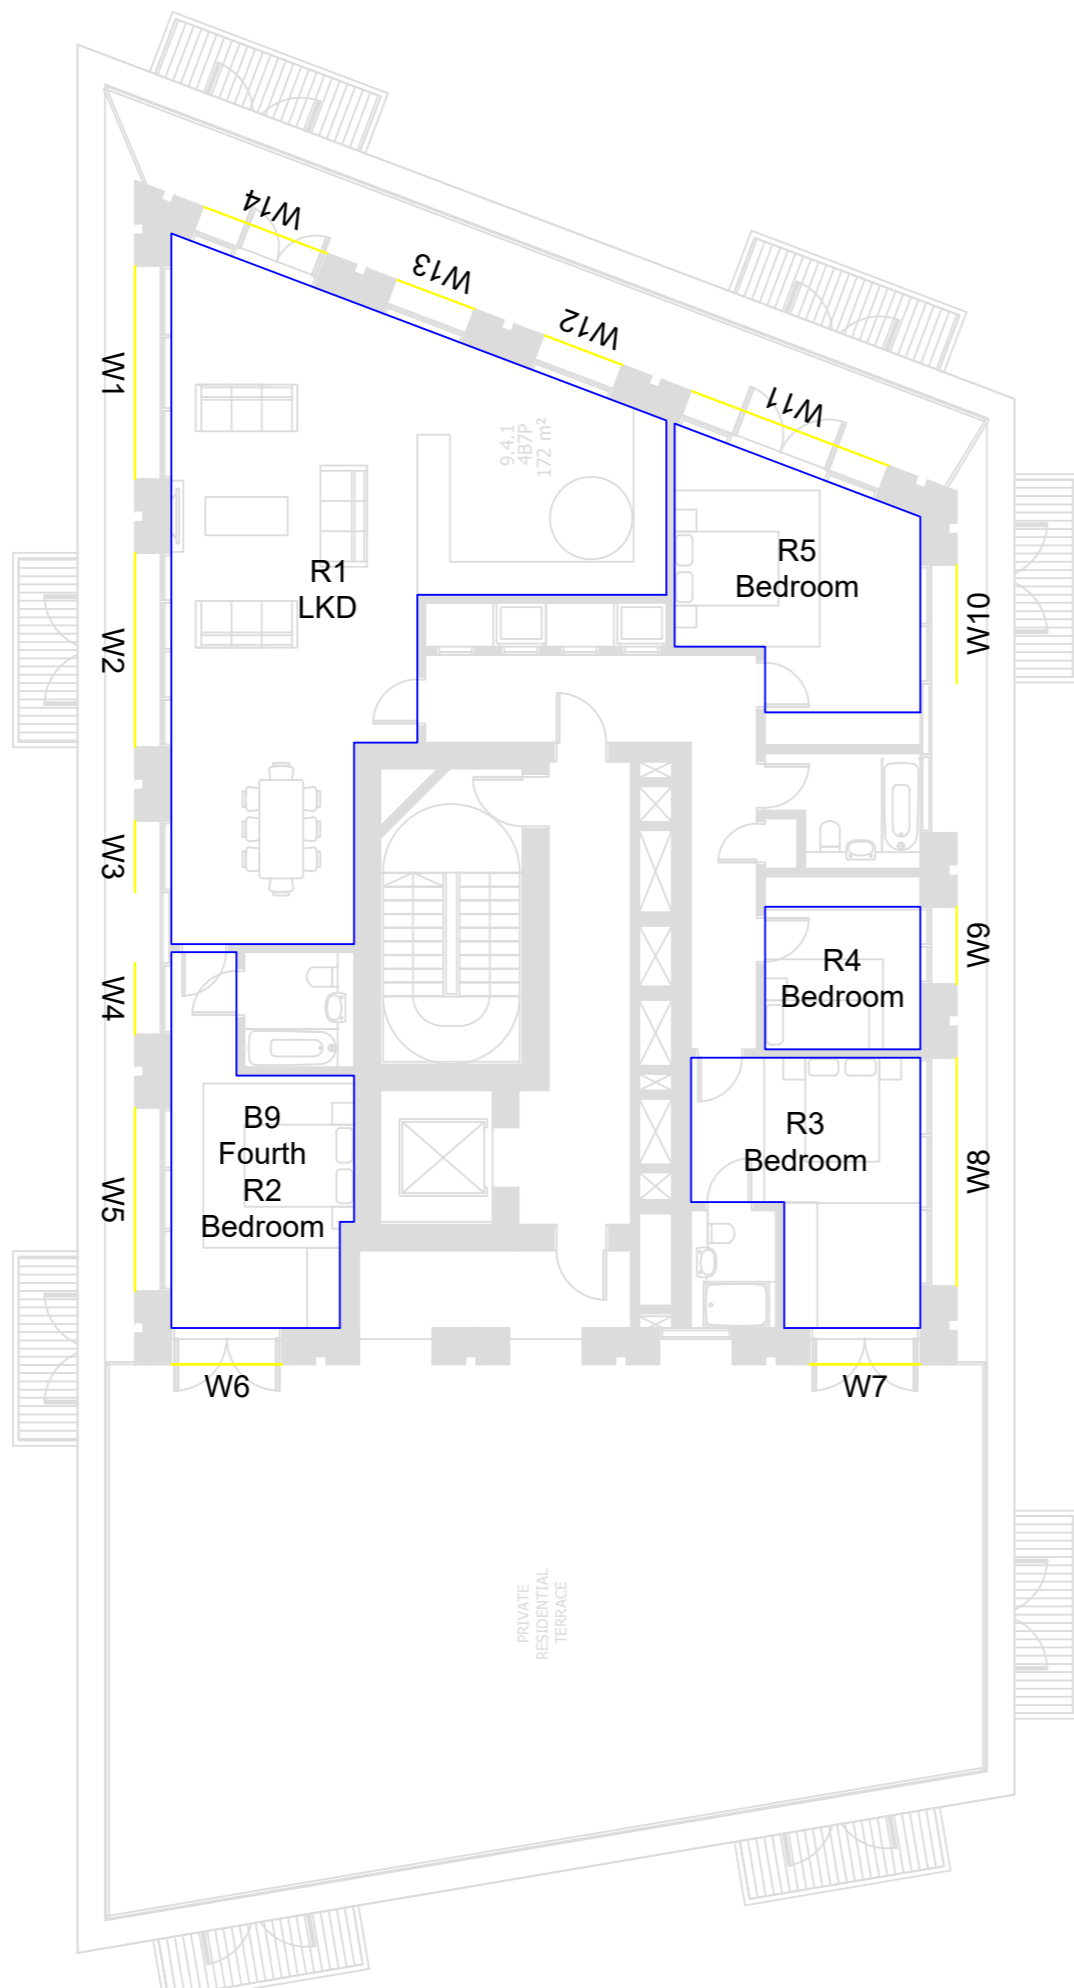 W14
W13
W12
W11
W1
9.4.1
4B7P
172 m²
R5
Bedroom
R1
LKD
W10
W2
W3
W9
R4
Bedroom
W4
B9
Fourth
R2
Bedroom
R3
Bedroom
W5
W8
W6
W7
PRIVATE
RESIDENTIAL
TERRACE